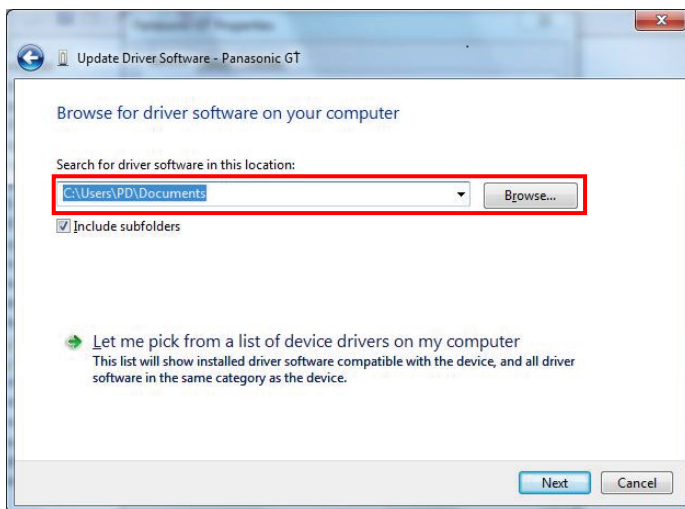 Update Driver Software - Panasonic GT
Browse for driver software on your computer
Search for driver software in this location:
C:\Users\PD\Documents
Browse...
Include subfolders
Let me pick from a list of device drivers on my computer
This list will show installed driver software compatible with the device, and all driver
software in the same category as the device.
Next
Cancel